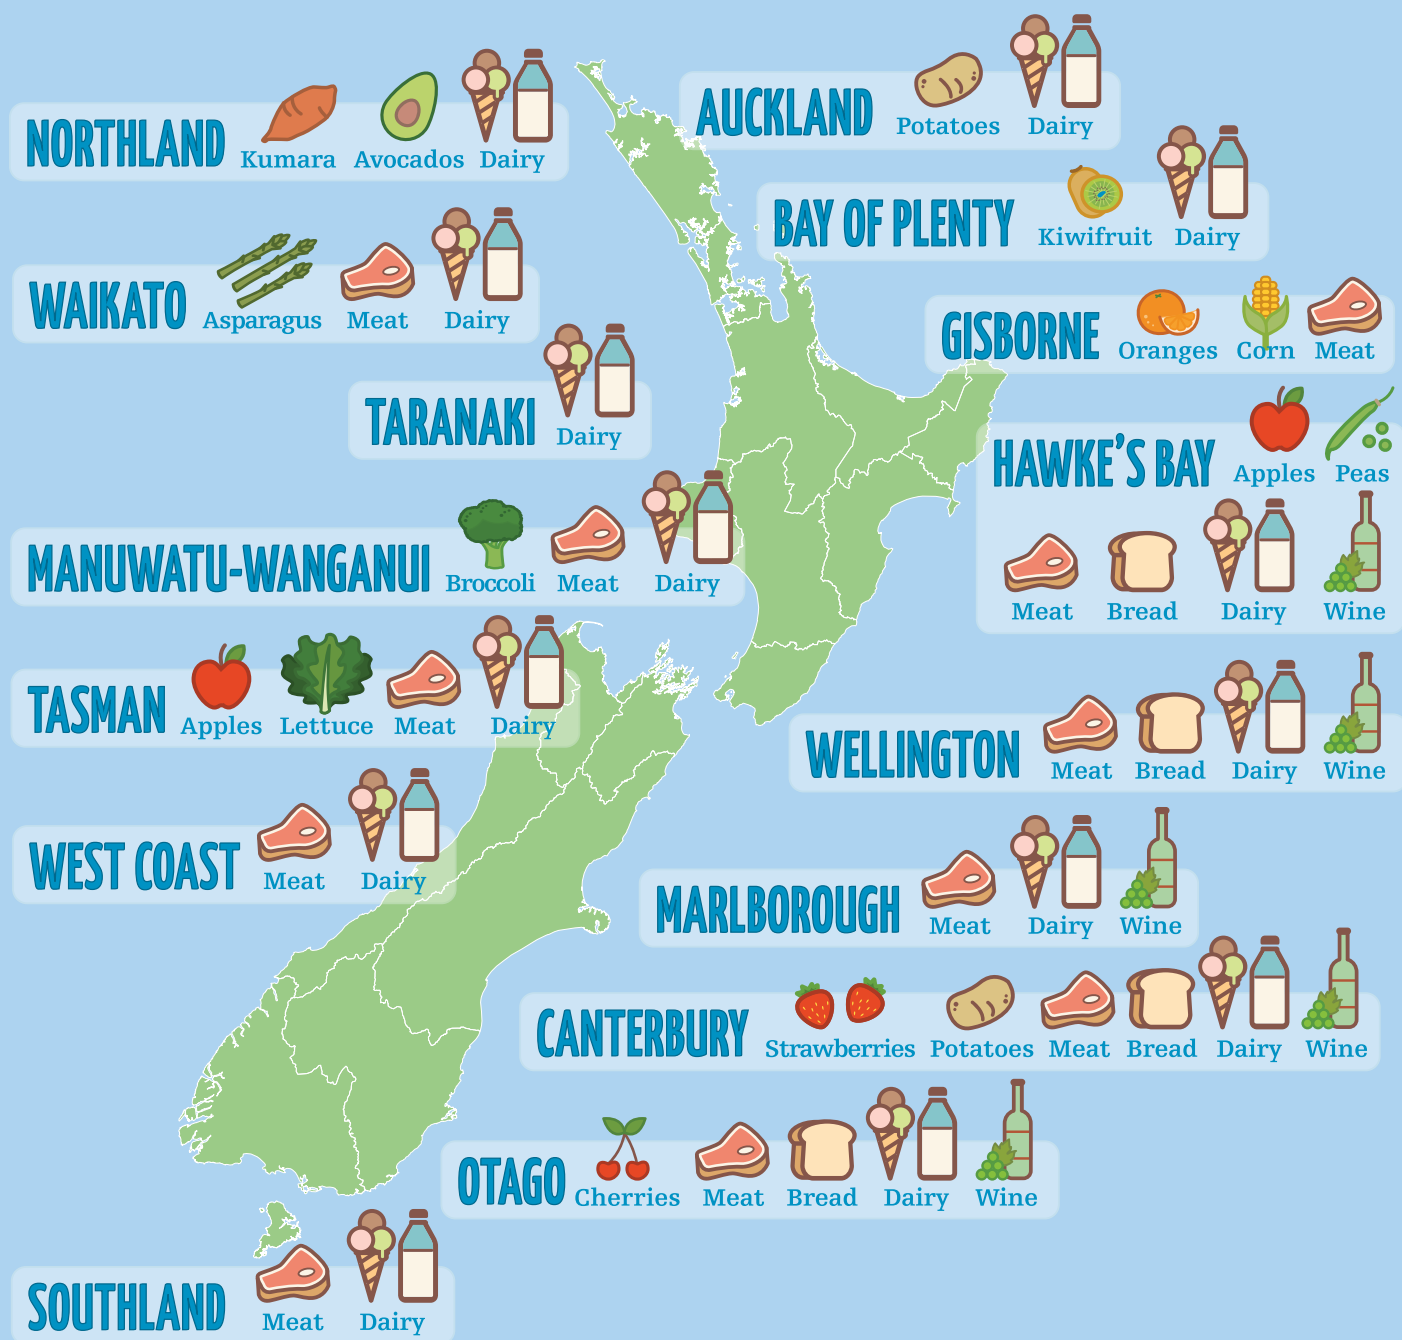 NORTHLAND Kumara Avocados Dairy
AUCKLAND Potatoes Dairy
BAY OF PLENTY Kiwifruit Dairy
WAIKATO Asparagus Meat Dairy
GISBORNE Oranges Corn Meat
TARANAKI Dairy
HAWKE'S BAY Apples Peas
Meat Bread Dairy Wine
MANUWATU-WANGANUI Broccoli Meat Dairy
TASMAN Apples Lettuce Meat Dairy
WELLINGTON Meat Bread Dairy Wine
WEST COAST Meat Dairy
MARLBOROUGH Meat Dairy Wine
CANTERBURY Strawberries Potatoes Meat Bread Dairy Wine
OTAGO Cherries Meat Bread Dairy Wine
SOUTHLAND Meat Dairy